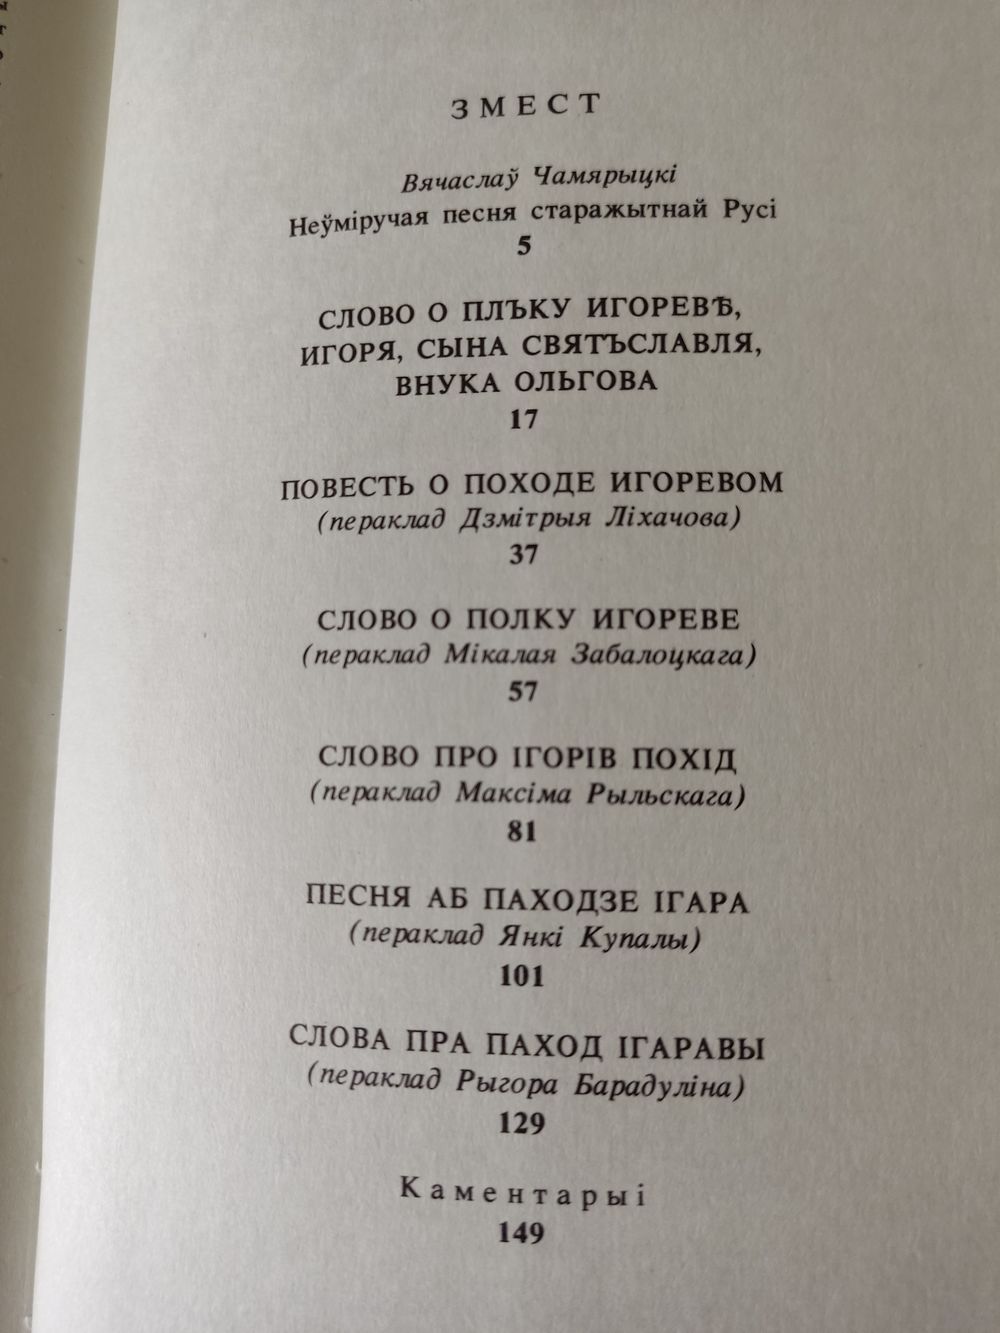 ЗМЕСТ
Вячаслаў Чамярыцкі
Неўміручая песня старажытнай Русі
5
СЛОВО О ПЛЪКУ ИГОРЕВѢ,
ИГОРЯ, СЫНА СВЯТЪСЛАВЛЯ,
ВНУКА ОЛЬГОВА
17
ПОВЕСТЬ О ПОХОДЕ ИГОРЕВОМ
(пераклад Дзмітрыя Ліхачова)
37
СЛОВО О ПОЛКУ ИГОРЕВЕ
(пераклад Мікалая Забалоцкага)
57
СЛОВО ПРО ІГОРІВ ПОХІД
(пераклад Максіма Рыльскага)
81
ПЕСНЯ АБ ПАХОДЗЕ ІГАРА
(пераклад Янкі Купалы)
101
СЛОВА ПРА ПАХОД ІГАРАВЫ
(пераклад Рыгора Барадуліна)
129
Каментарыі
149